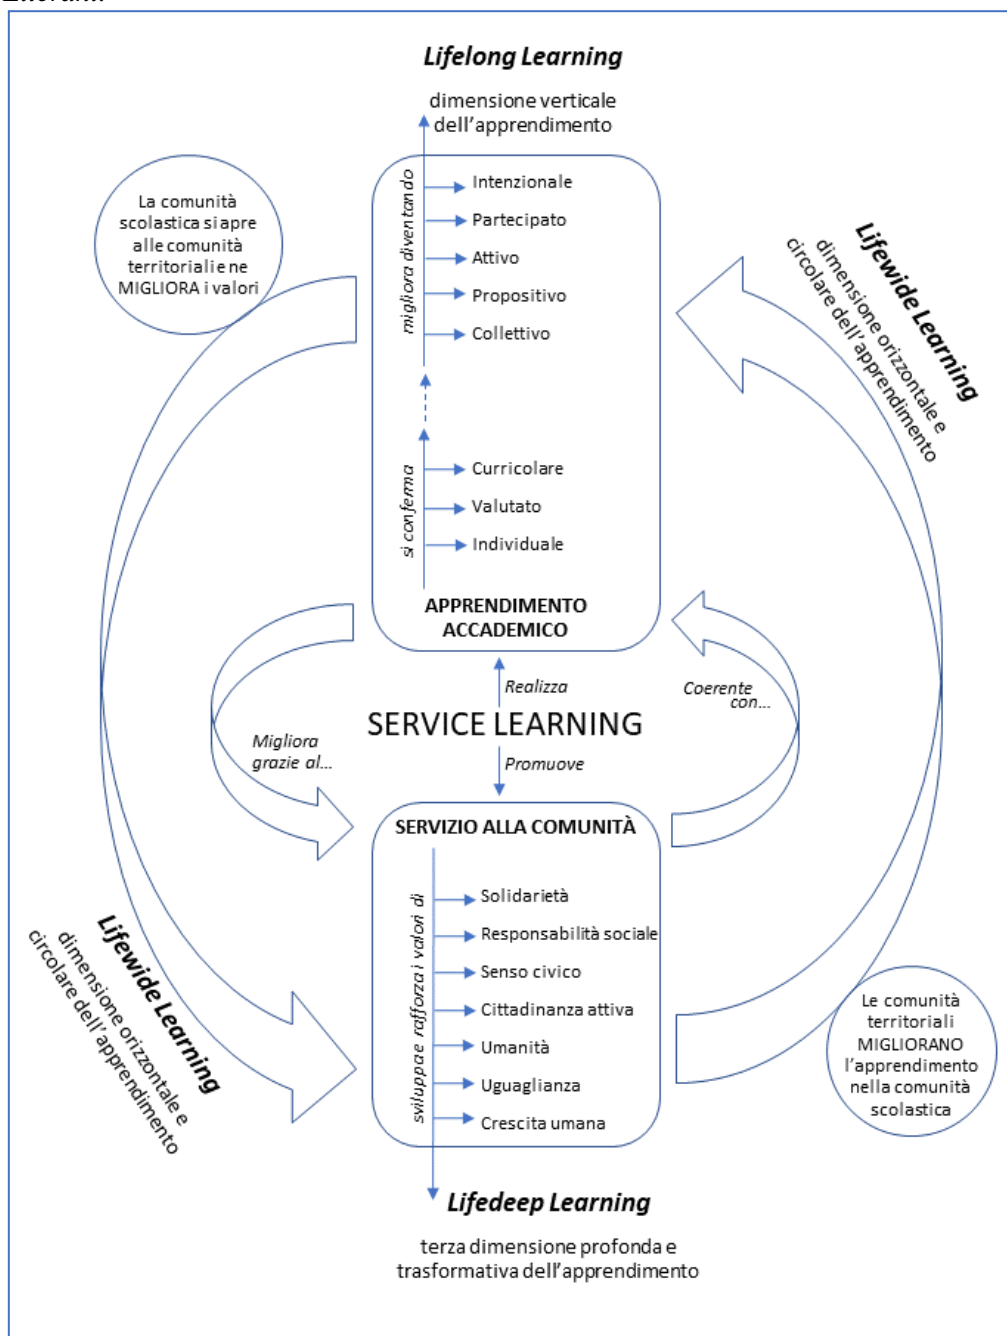 Lifelong Learning
dimensione verticale
dell'apprendimento
La comunità
scolastica si apre
alle comunità
territoriali e ne
MIGLIORA i valori
migliora diventando
Intenzionale
Partecipato
Attivo
Propositivo
Collettivo
Lifewide Learning
dimensione orizzontale e
circolare dell'apprendimento
si conferma
Curricolare
Valutato
Individuale
APPRENDIMENTO
ACCADEMICO
Realizza
Coerente
con...
SERVICE LEARNING
Migliora
grazie al...
Promuove
SERVIZIO ALLA COMUNITÀ
sviluppa e rafforza i valori di
Solidarietà
Responsabilità sociale
Senso civico
Cittadinanza attiva
Umanità
Uguaglianza
Crescita umana
Lifewide Learning
dimensione orizzontale e
circolare dell'apprendimento
Le comunità
territoriali
MIGLIORANO
l'apprendimento
nella comunità
scolastica
Lifedeep Learning
terza dimensione profonda e
trasformativa dell'apprendimento